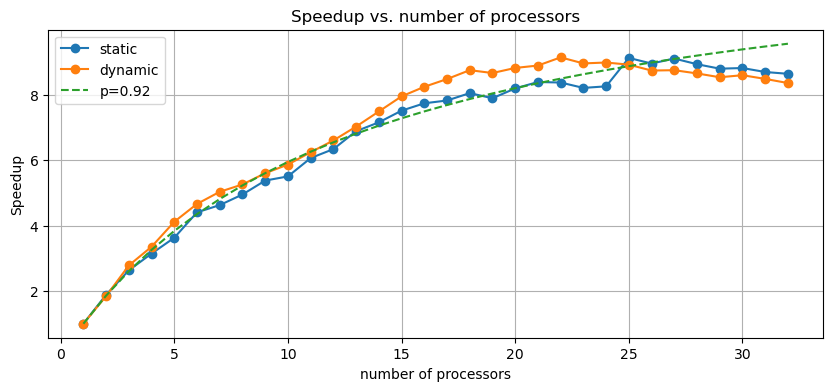 Speedup vs. number of processors
static
dynamic
p=0.92
Speedup
8
6
4
2
0 5 10 15 20 25 30
number of processors